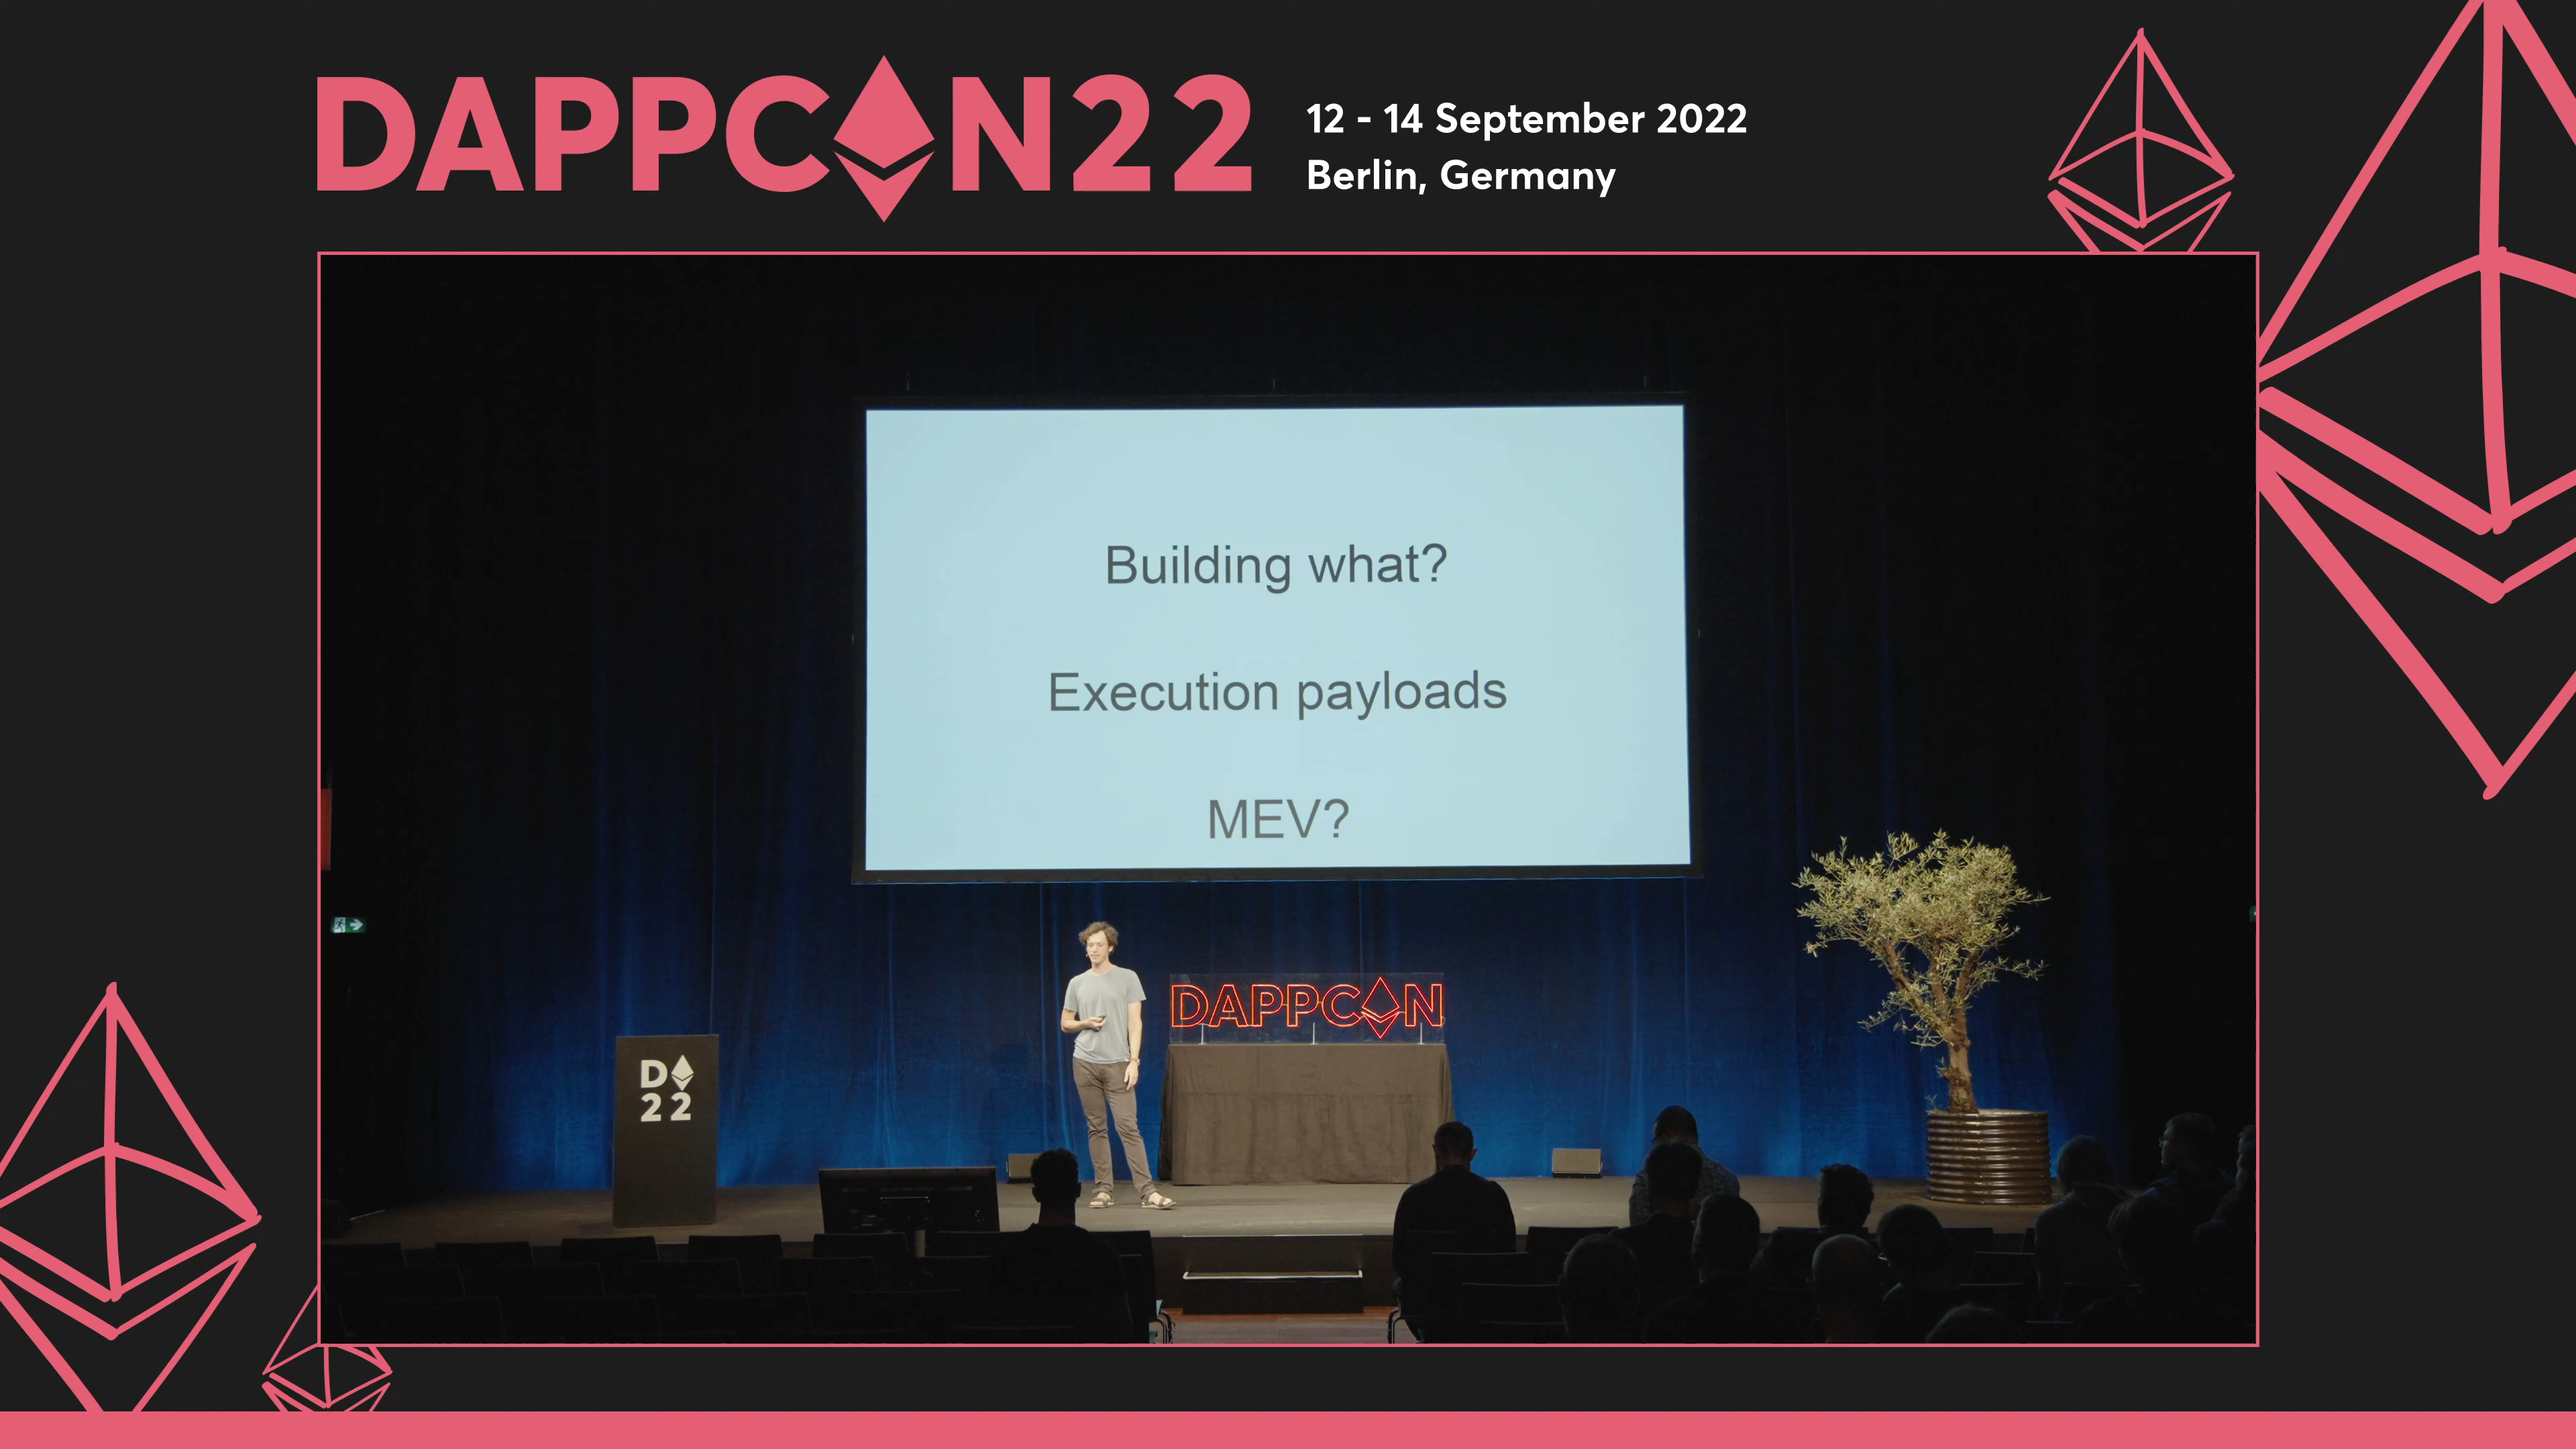 DAPPCON22
12 - 14 September 2022
Berlin, Germany
Building what?
Execution payloads
MEV?
DAPPCON
D
22